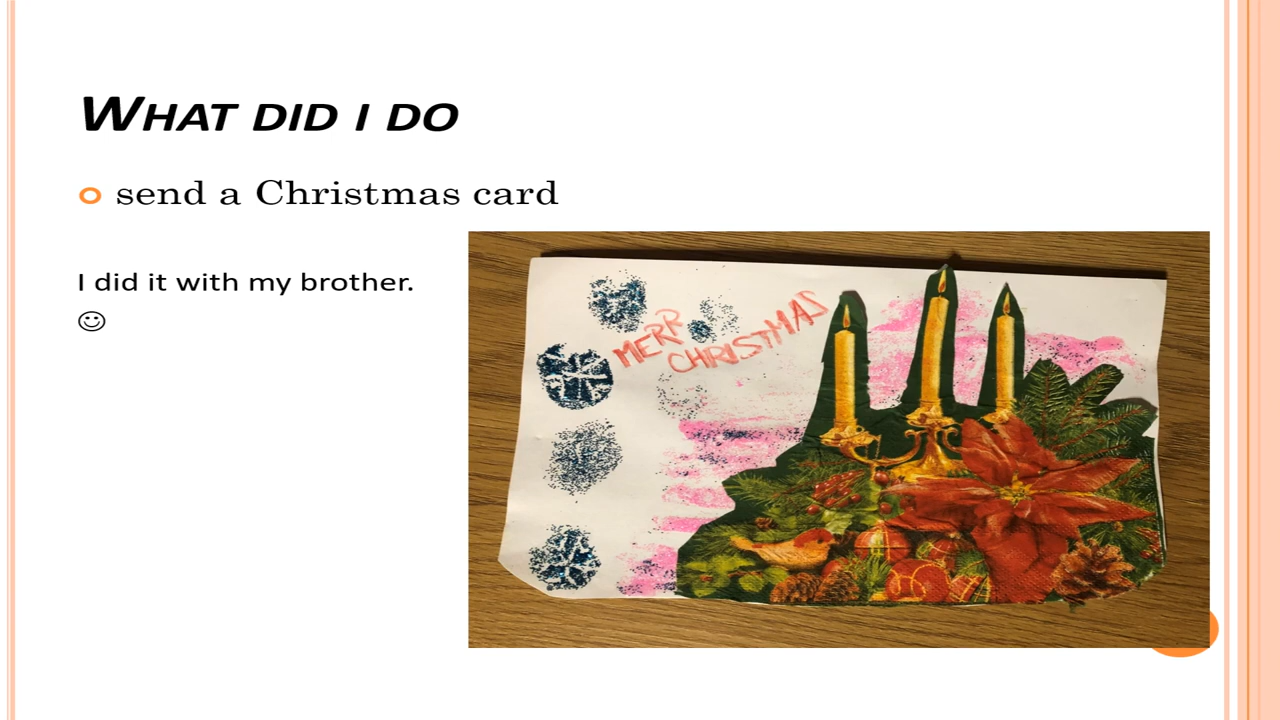 WHAT DID I DO
send a Christmas card
I did it with my brother.
☺
MERR
CHRISTMAS